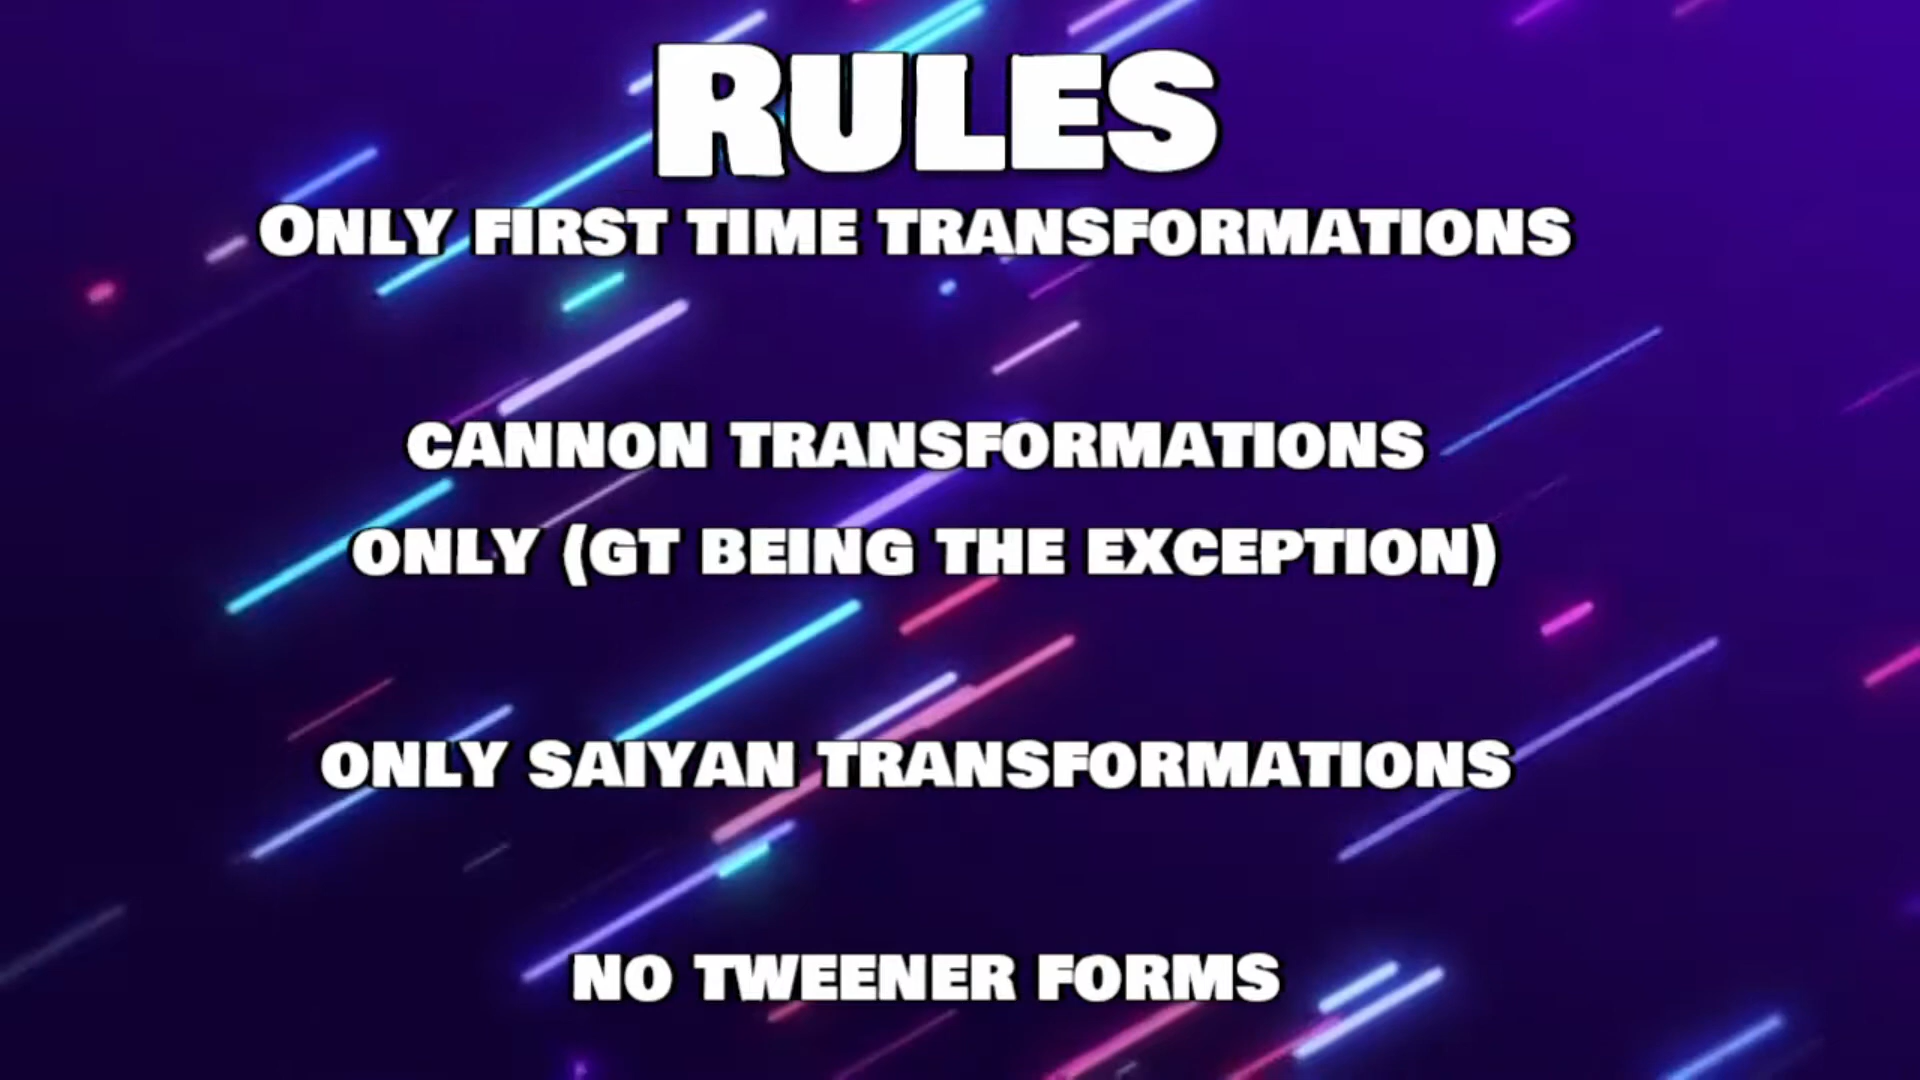 RULES
ONLY FIRST TIME TRANSFORMATIONS
CANNON TRANSFORMATIONS
ONLY (GT BEING THE EXCEPTION)
ONLY SAIYAN TRANSFORMATIONS
NO TWEENER FORMS